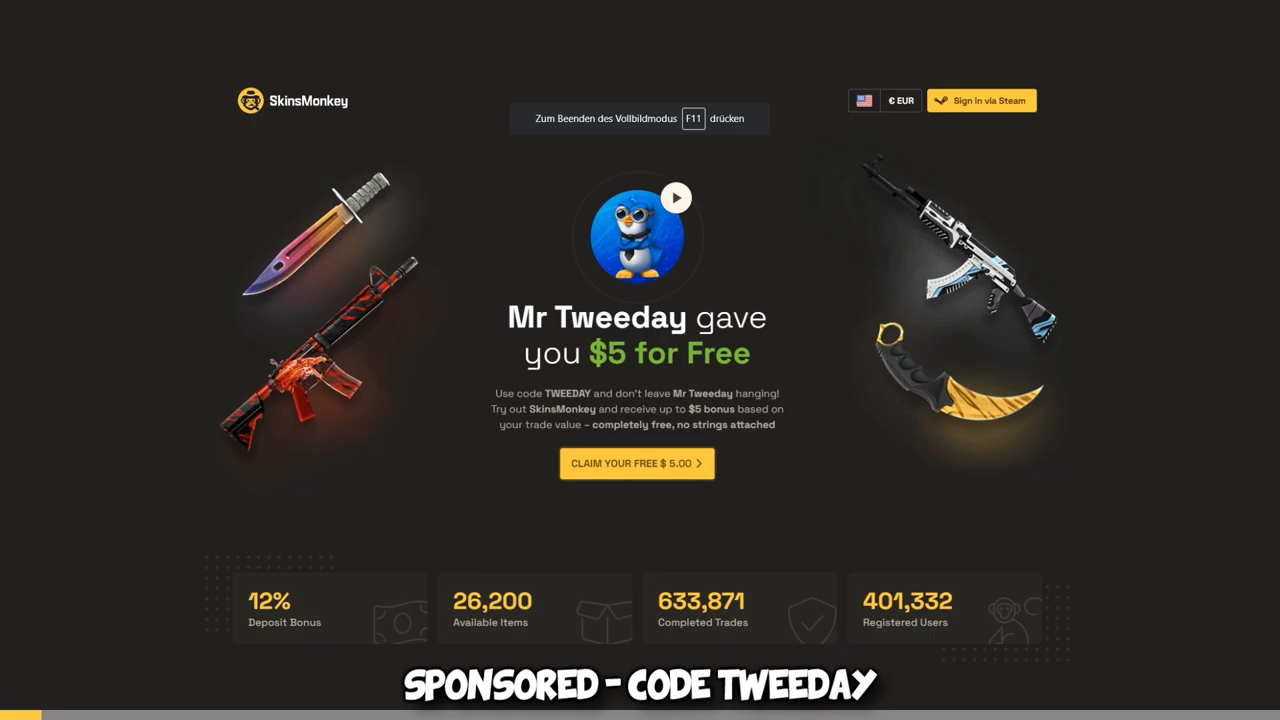 SkinsMonkey
€ EUR
Sign in via Steam
Zum Beenden des Vollbildmodus F11 drücken
Mr Tweeday gave
you $5 for Free
Use code TWEEDAY and don't leave Mr Tweeday hanging!
Try out SkinsMonkey and receive up to $5 bonus based on
your trade value – completely free, no strings attached
CLAIM YOUR FREE $ 5.00
12%
Deposit Bonus
26,200
Available Items
633,871
Completed Trades
401,332
Registered Users
SPONSORED - CODE TWEEDAY